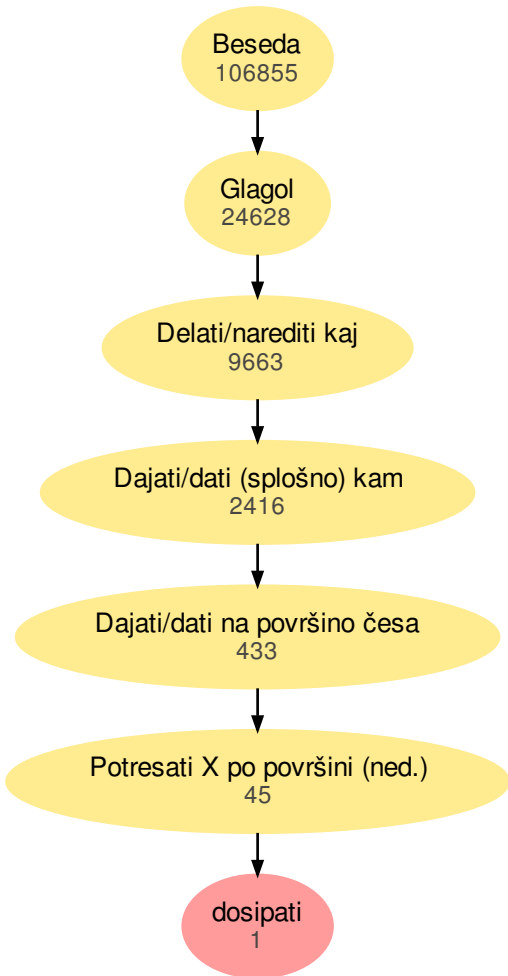 Beseda
106855
Glagol
24628
Delati/narediti kaj
9663
Dajati/dati (splošno) kam
2416
Dajati/dati na površino česa
433
Potresati X po površini (ned.)
45
dosipati
1